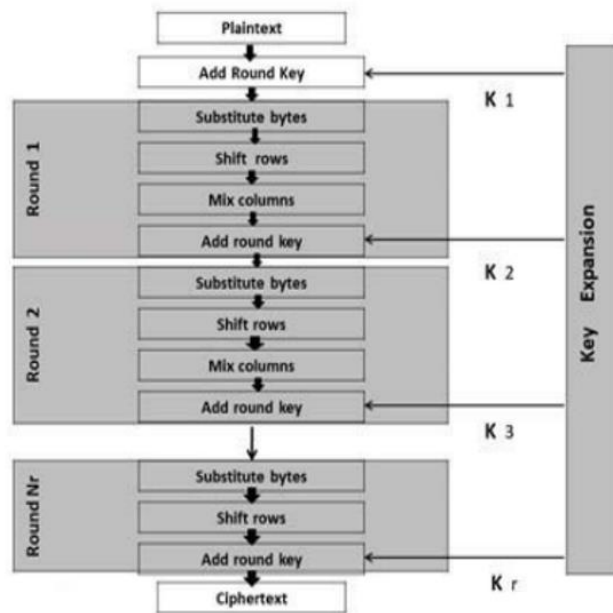 Plaintext
Add Round Key
K 1
Round 1
Substitute bytes
Shift rows
Mix columns
Add round key
K 2
Round 2
Substitute bytes
Shift rows
Mix columns
Add round key
K 3
Round Nr
Substitute bytes
Shift rows
Add round key
K r
Ciphertext
Key Expansion